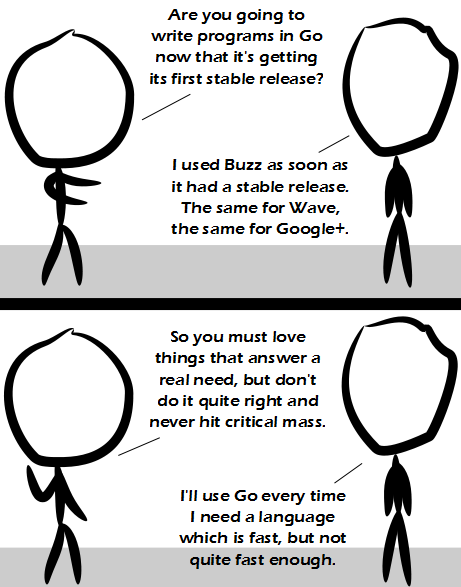 Are you going to
write programs in Go
now that it's getting
its first stable release?
I used Buzz as soon as
it had a stable release.
The same for Wave,
the same for Google+.
So you must love
things that answer a
real need, but don't
do it quite right and
never hit critical mass.
I'll use Go every time
I need a language
which is fast, but not
quite fast enough.